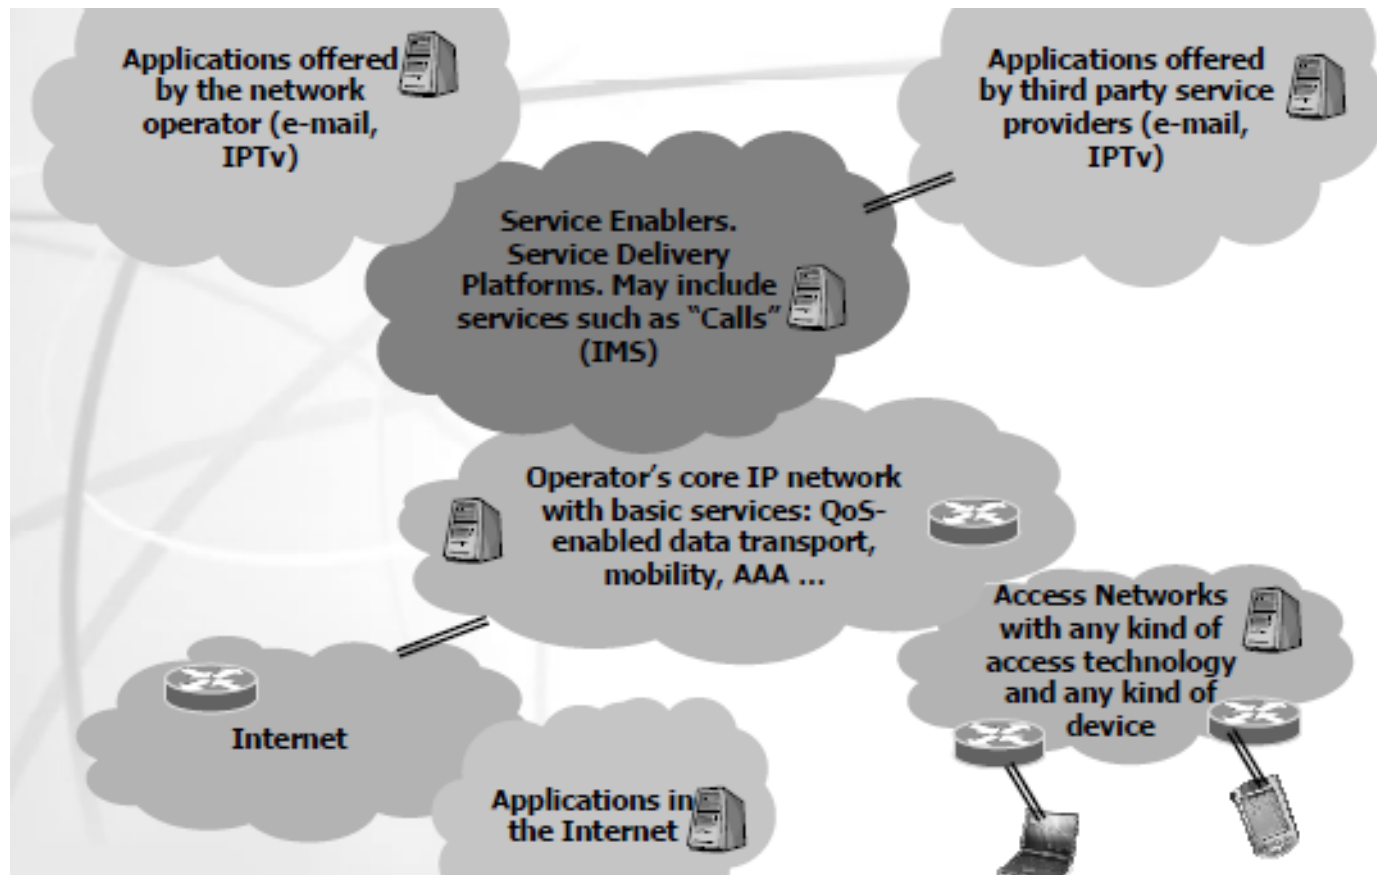 Applications offered
by the network
operator (e-mail,
IPTv)
Applications offered
by third party service
providers (e-mail,
IPTv)
Service Enablers.
Service Delivery
Platforms. May include
services such as “Calls”
(IMS)
Operator’s core IP network
with basic services: QoS-
enabled data transport,
mobility, AAA ...
Access Networks
with any kind of
access technology
and any kind of
device
Internet
Applications in
the Internet